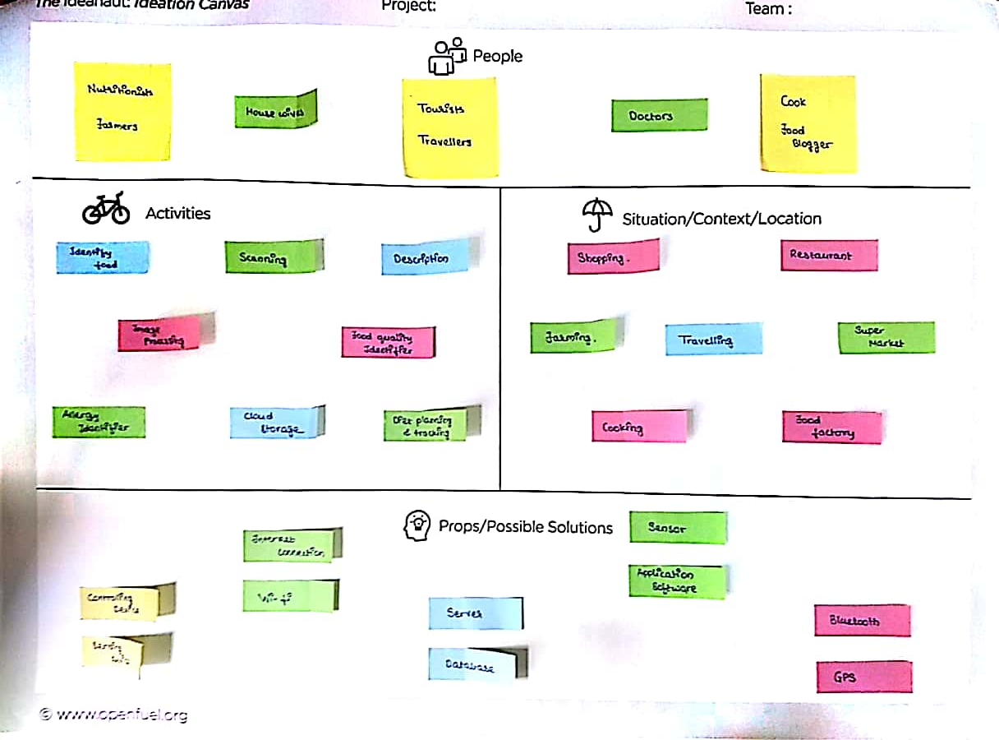 The Ideanaut: Ideation Canvas
Project:
Team :
People
Nutritionists
Farmers
House wives
Tourists
Travellers
Doctors
Cook
Food
Blogger
Activities
Identify
food
Scanning
Description
Image
Processing
Food quality
Identifier
Allergy
Identifier
Cloud
Storage
Diet planning
& tracking
Situation/Context/Location
Shopping.
Restaurant
Farming.
Travelling
Super
Market
Cooking
Food
factory
Props/Possible Solutions
Internet
connection
Wi-fi
Controlling
Device
Server
Database
Sensor
Application
Software
Bluetooth
GPS
© www.openfuel.org